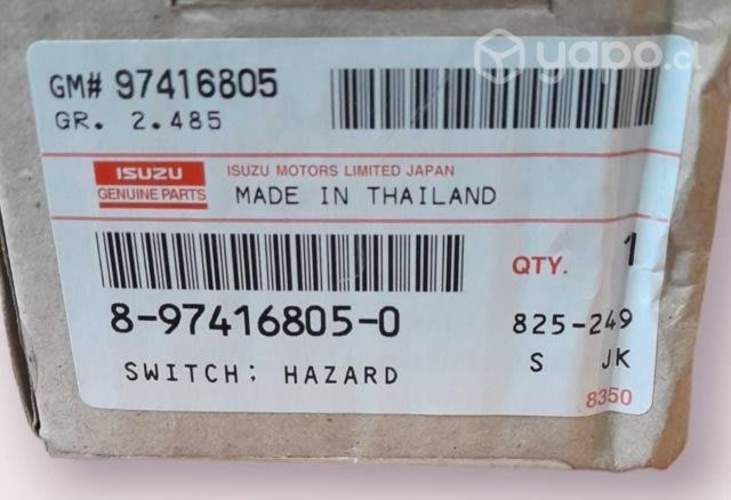 GM# 97416805
yapo.cl
GR. 2.485
ISUZU
GENUINE PARTS
ISUZU MOTORS LIMITED JAPAN
MADE IN THAILAND
QTY. 1
8-97416805-0
825-249
SWITCH: HAZARD
S JK
8350